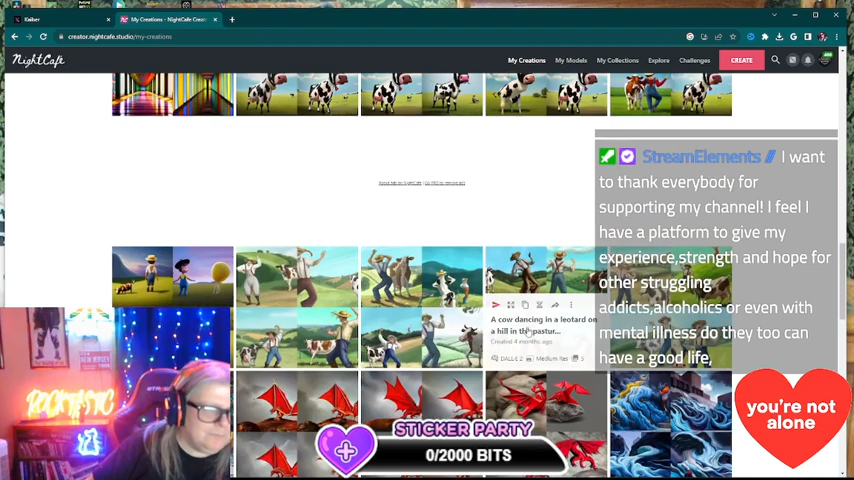 Kaiber
My Creations - NightCafe Creat
creator.nightcafe.studio/my-creations
NightCafe
My Creations
My Models
My Collections
Explore
Challenges
CREATE
StreamElements // I want
to thank everybody for
supporting my channel! I feel I
have a platform to give my
experience,strength and hope for
other struggling
addicts,alcoholics or even with
mental illness do they too can
have a good life,
A cow dancing in a leotard on
a hill in the pastur...
Created 4 months ago
DALL-E 2
Medium Res
5
ROCKTASTIC
STICKER PARTY
0/2000 BITS
you're not
alone